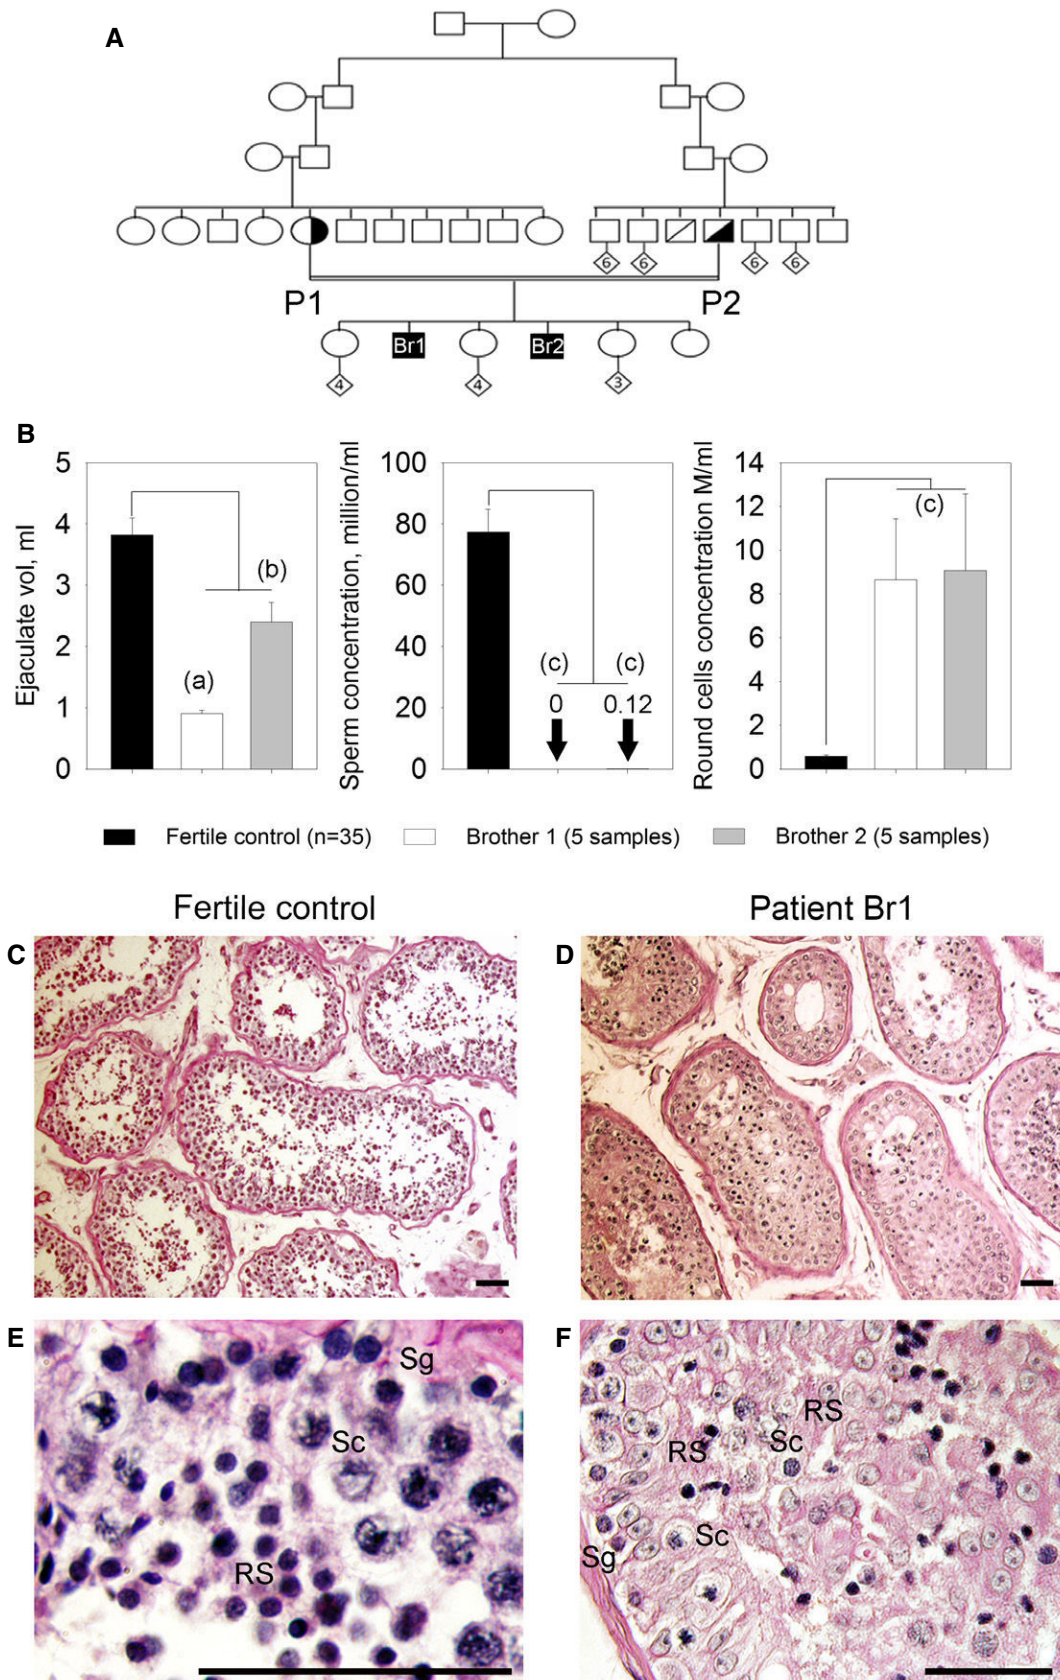 A
6 6 6 6
P1 P2
Br1 Br2
4 4 3
B
Ejaculate vol, ml
5
4
3
2
1
0
(a)
(b)
Sperm concentration, million/ml
100
80
60
40
20
0
(c) (c)
0 0.12
Round cells concentration M/ml
14
12
10
8
6
4
2
0
(c)
Fertile control (n=35) Brother 1 (5 samples) Brother 2 (5 samples)
Fertile control Patient Br1
C
D
E
Sg
Sc
RS
F
RS
RS Sc
Sc
Sg